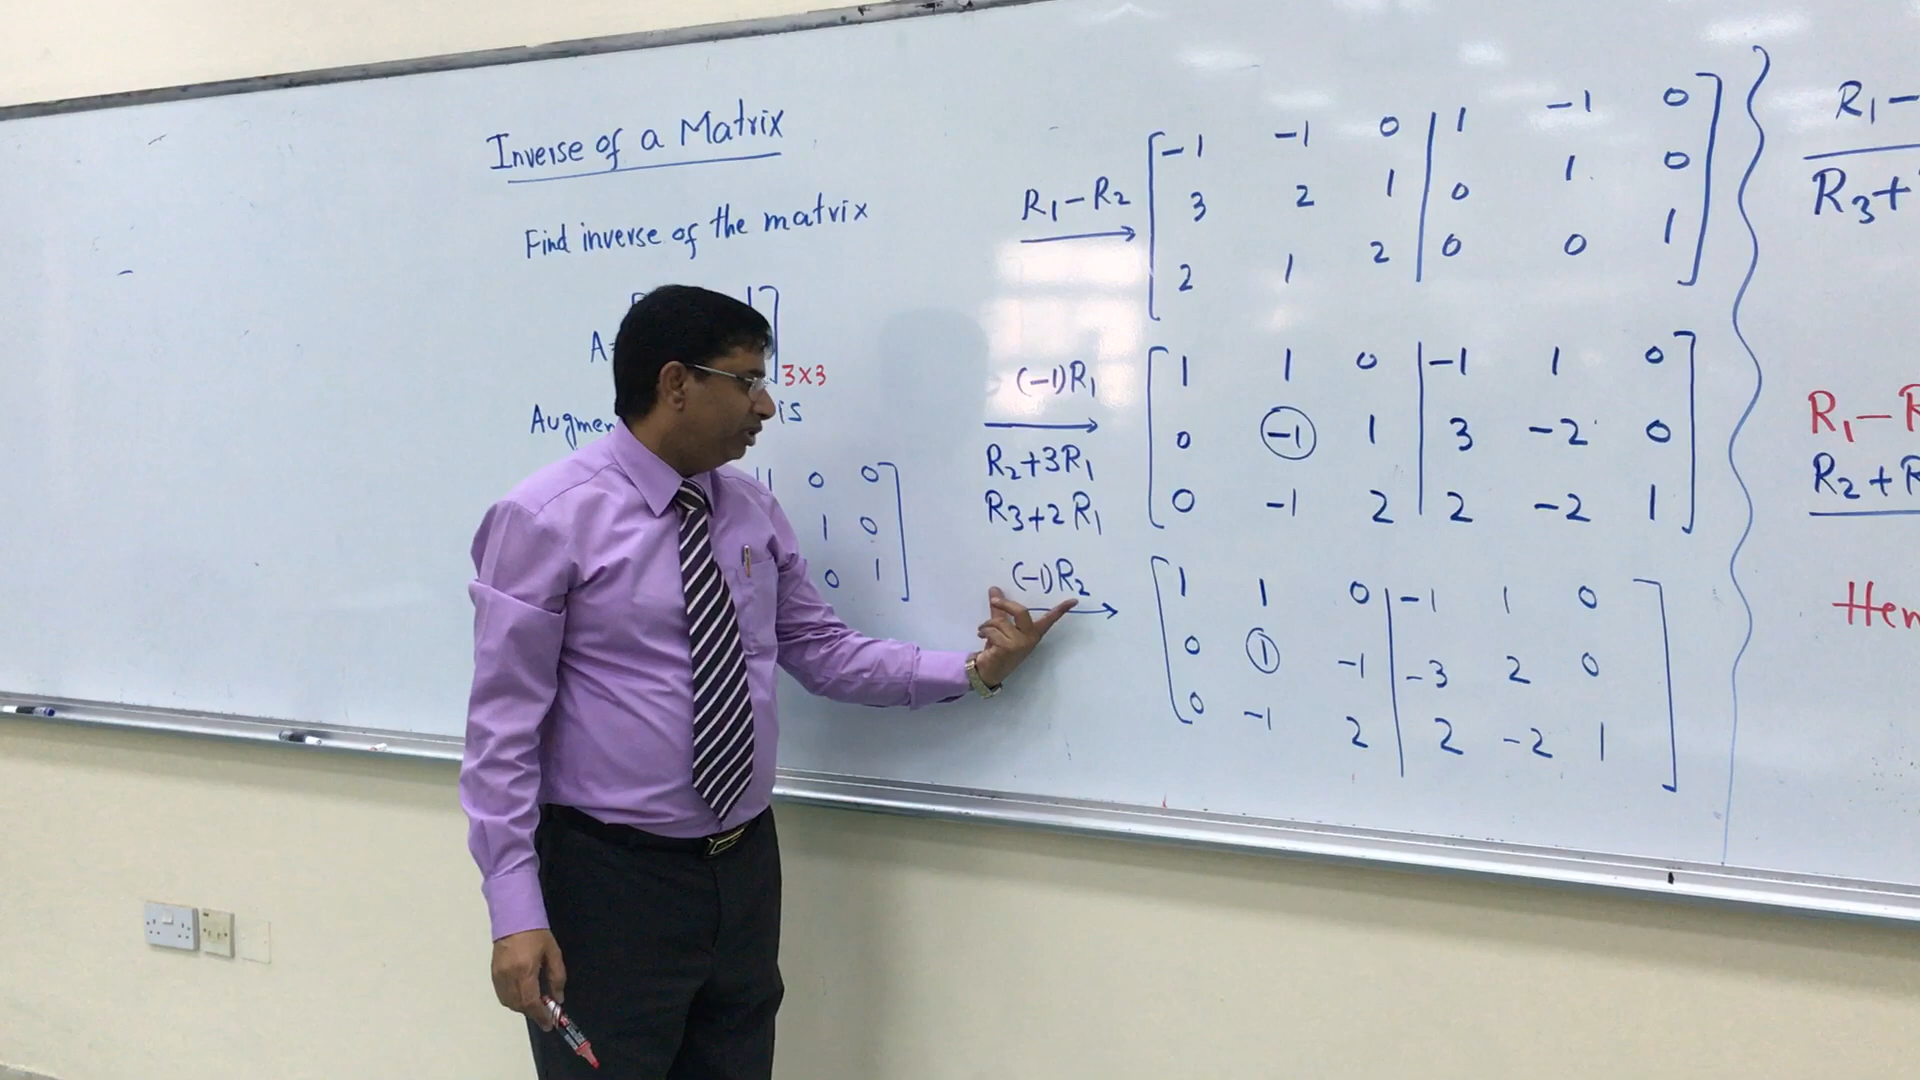 Inverse of a Matrix
Find inverse of the matrix
A
1
3×3
Augmen
is
1 0 0
1 0
0 1
R₁-R₂
-1 -1 0 | 1 -1 0
3 2 1 | 0 1 0
2 1 2 | 0 0 1
(-1)R₁
R₂+3R₁
R₃+2R₁
1 1 0 | -1 1 0
0 -1 1 | 3 -2 0
0 -1 2 | 2 -2 1
(-1)R₂
1 1 0 | -1 1 0
0 1 -1 | -3 2 0
0 -1 2 | 2 -2 1
R₁-
R₃+
R₁-R
R₂+R
Hen